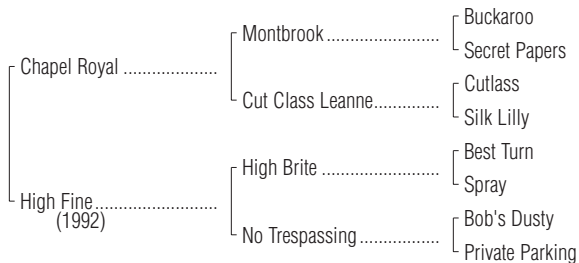 Buckaroo
Montbrook ........................
Secret Papers
Chapel Royal ....................
Cutlass
Cut Class Leanne..............
Silk Lilly
Best Turn
High Brite .........................
Spray
High Fine..........................
(1992)
Bob's Dusty
No Trespassing .................
Private Parking